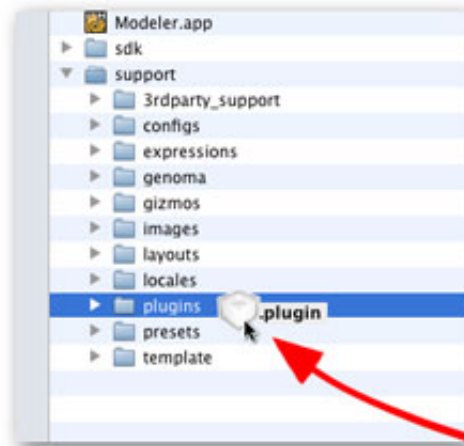 Modeler.app
sdk
support
3rdparty_support
configs
expressions
genoma
gizmos
images
layouts
locales
plugins .plugin
presets
template